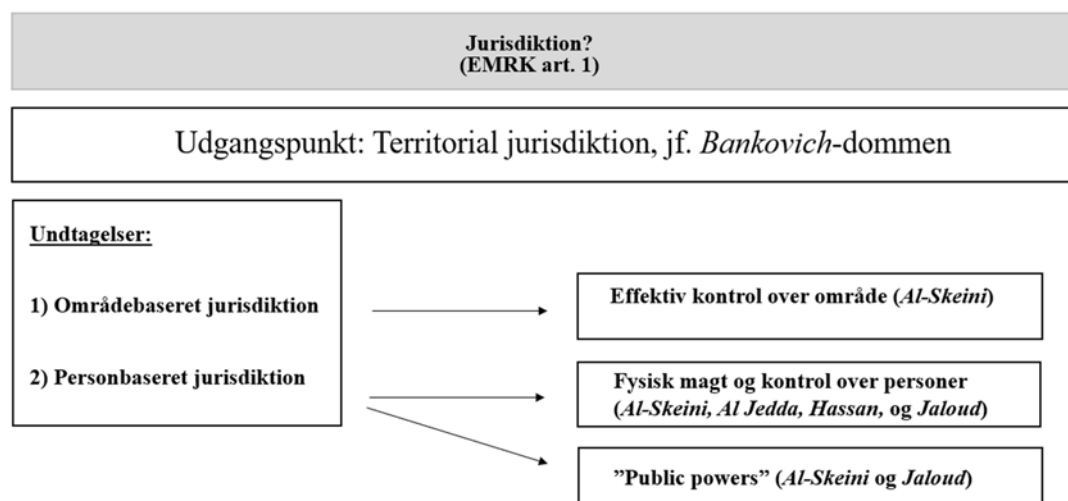 Jurisdiktion?
(EMRK art. 1)
Udgangspunkt: Territorial jurisdiktion, jf. Bankovich-dommen
Undtagelser:
1) Områdebaseret jurisdiktion
2) Personbaseret jurisdiktion
Effektiv kontrol over område (Al-Skeini)
Fysisk magt og kontrol over personer
(Al-Skeini, Al Jedda, Hassan, og Jaloud)
”Public powers” (Al-Skeini og Jaloud)